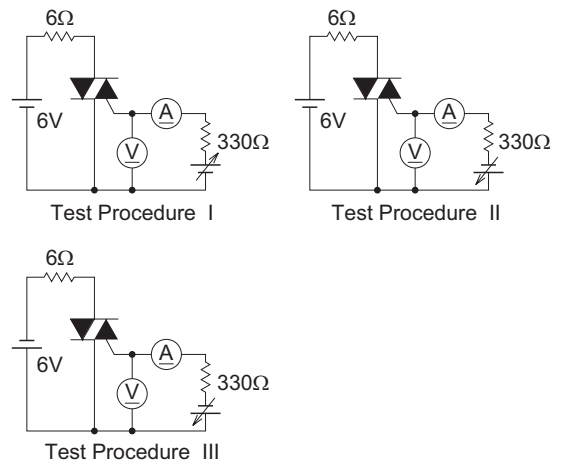 6Ω 6Ω
A A
6V V 330Ω 6V V 330Ω
Test Procedure I Test Procedure II
6Ω
A
6V V 330Ω
Test Procedure III